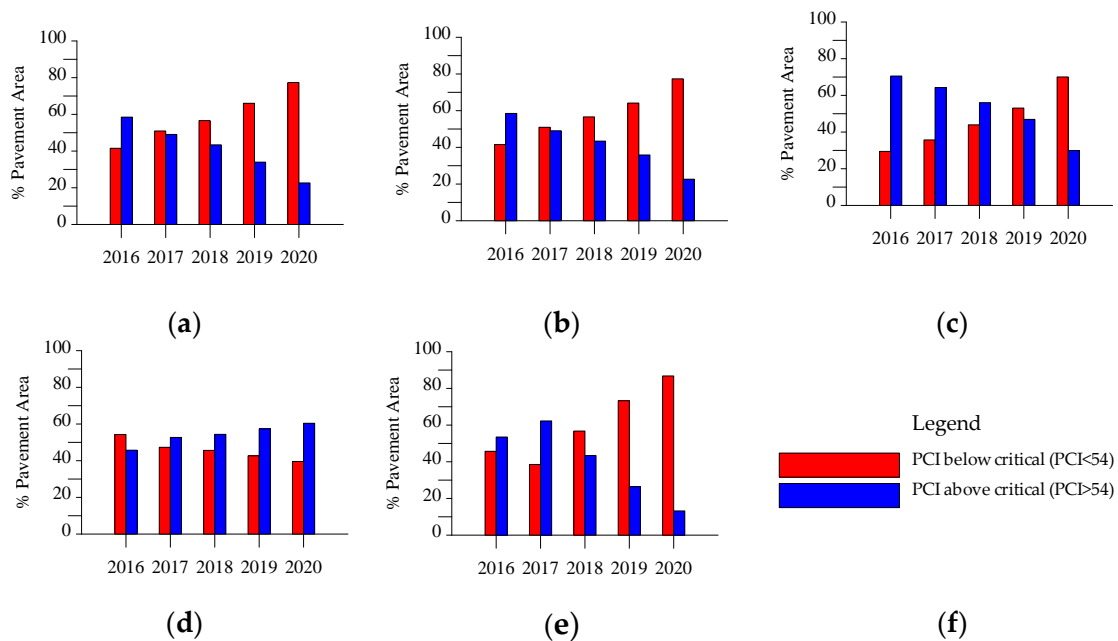 % Pavement Area
100
80
60
40
20
0
2016 2017 2018 2019 2020
(a)
% Pavement Area
100
80
60
40
20
0
2016 2017 2018 2019 2020
(b)
% Pavement Area
100
80
60
40
20
0
2016 2017 2018 2019 2020
(c)
% Pavement Area
100
80
60
40
20
0
2016 2017 2018 2019 2020
(d)
% Pavement Area
100
80
60
40
20
0
2016 2017 2018 2019 2020
(e)
Legend
PCI below critical (PCI<54)
PCI above critical (PCI>54)
(f)